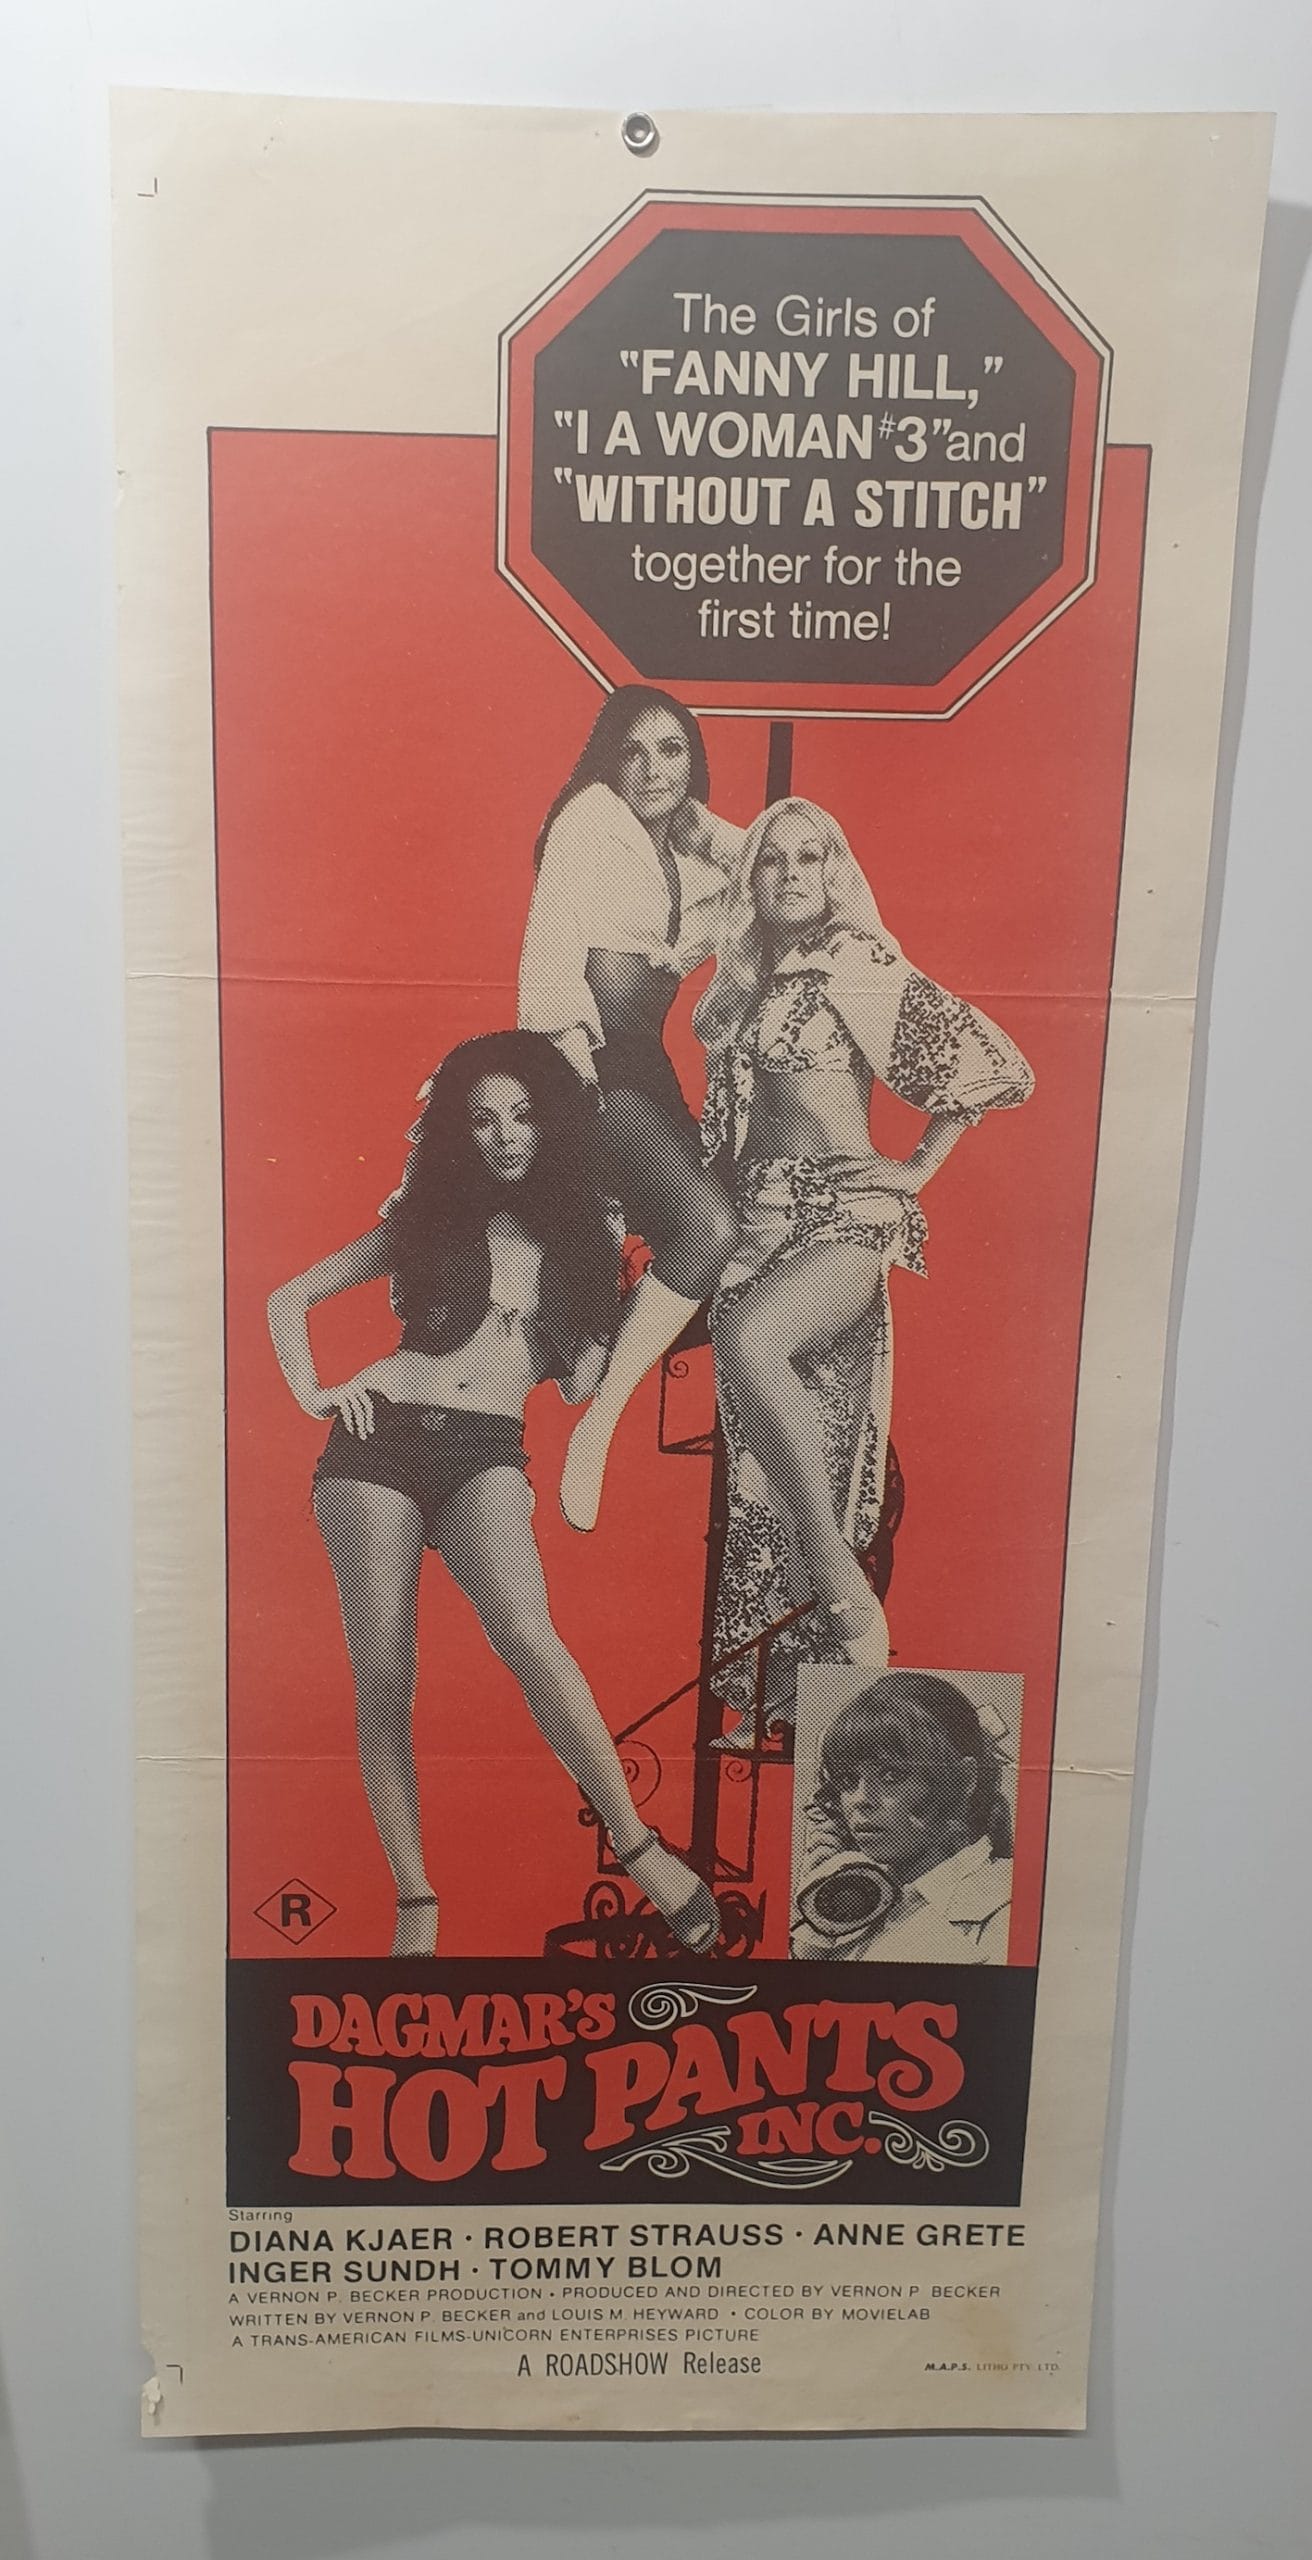 The Girls of
"FANNY HILL,"
"I A WOMAN #3" and
"WITHOUT A STITCH"
together for the
first time!
R
DAGMAR'S
HOT PANTS
INC.
Starring
DIANA KJAER · ROBERT STRAUSS · ANNE GRETE
INGER SUNDH · TOMMY BLOM
A VERNON P. BECKER PRODUCTION • PRODUCED AND DIRECTED BY VERNON P. BECKER
WRITTEN BY VERNON P. BECKER and LOUIS M. HEYWARD • COLOR BY MOVIELAB
A TRANS-AMERICAN FILMS-UNICORN ENTERPRISES PICTURE
A ROADSHOW Release
M.A.P.S. LITHO PTY. LTD.